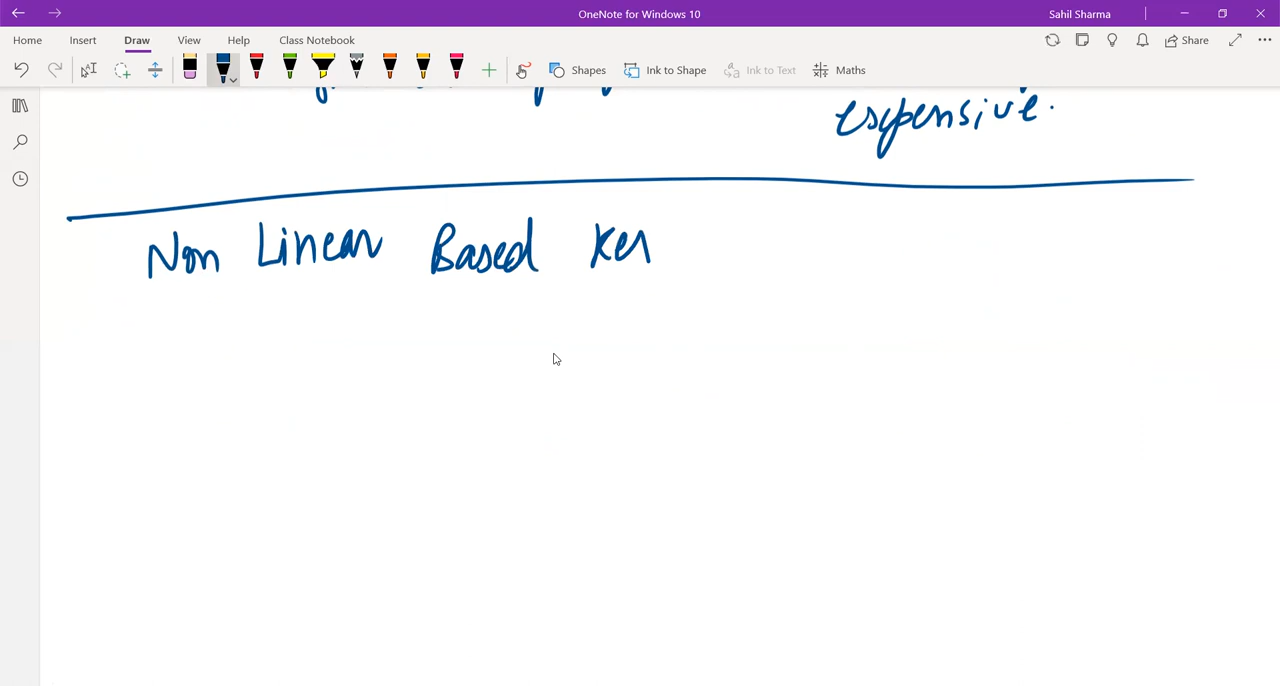 OneNote for Windows 10
Sahil Sharma
Home Insert Draw View Help Class Notebook
Share
Shapes Ink to Shape Ink to Text Maths
expensive.
Non Linear Based Ker